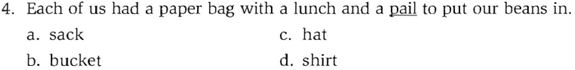 4. Each of us had a paper bag with a lunch and a pail to put our beans in.
a. sack c. hat
b. bucket d. shirt